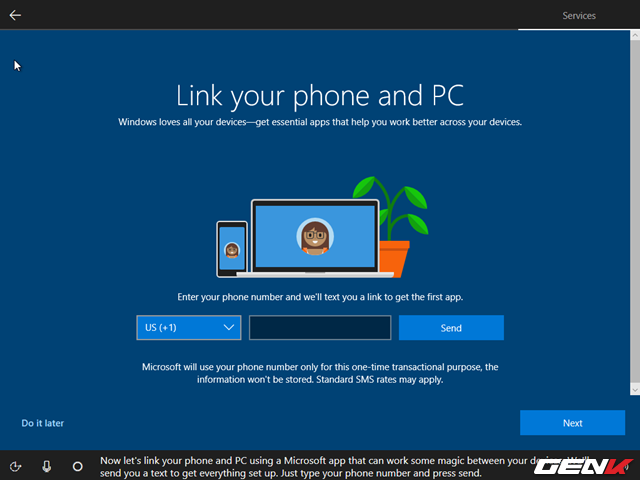 Services
Link your phone and PC
Windows loves all your devices—get essential apps that help you work better across your devices.
Enter your phone number and we'll text you a link to get the first app.
US (+1)
Send
Microsoft will use your phone number only for this one-time transactional purpose, the
information won't be stored. Standard SMS rates may apply.
Do it later
Next
Now let's link your phone and PC using a Microsoft app that can work some magic between your
send you a text to get everything set up. Just type your phone number and press send.
GENK